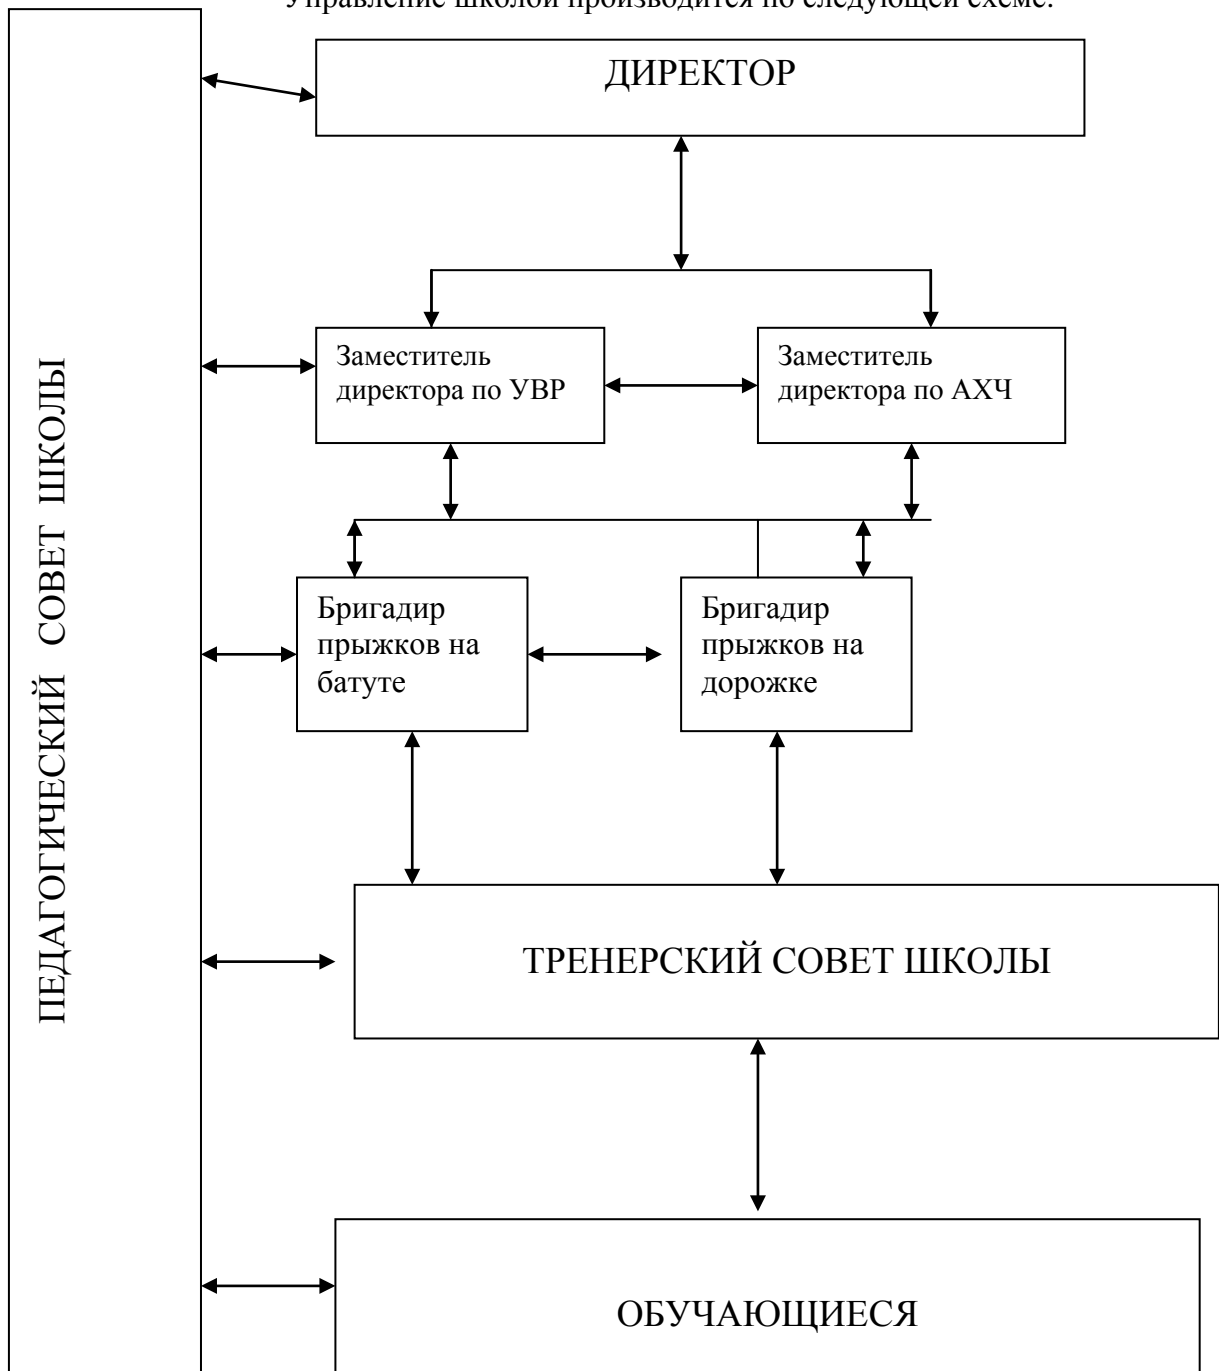 Управление школой производится по следующей схеме:
ДИРЕКТОР
Заместитель
директора по УВР
Заместитель
директора по АХЧ
Бригадир
прыжков на
батуте
Бригадир
прыжков на
дорожке
ТРЕНЕРСКИЙ СОВЕТ ШКОЛЫ
ОБУЧАЮЩИЕСЯ
ПЕДАГОГИЧЕСКИЙ СОВЕТ ШКОЛЫ